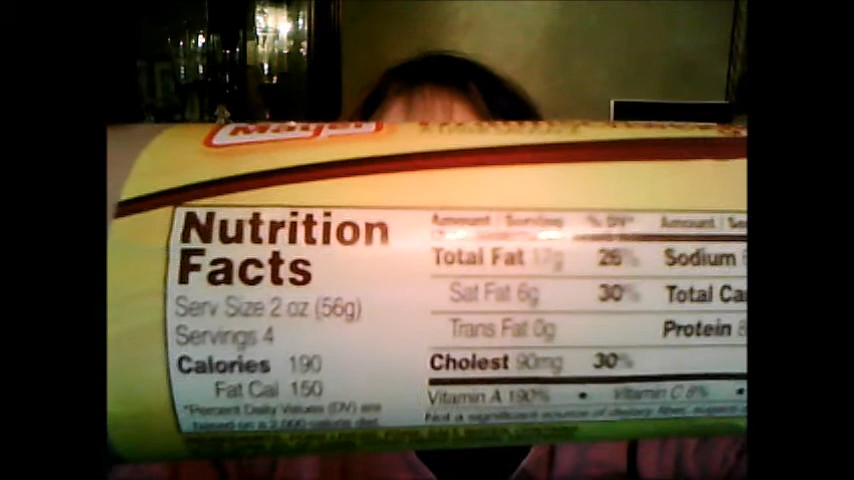 Mayer
Nutrition
Facts
Serv Size 2 oz (56g)
Servings 4
Calories 190
Fat Cal 150
*Percent Daily Values (DV) are
based on a 2,000 calorie diet.
Amount Serving % DV* Amount
Total Fat 17g 26% Sodium
Sat Fat 6g 30% Total
Trans Fat 0g Protein
Cholest 90mg 30%
Vitamin A 190% • Vitamin C 8% •
Not a significant source of dietary fiber,